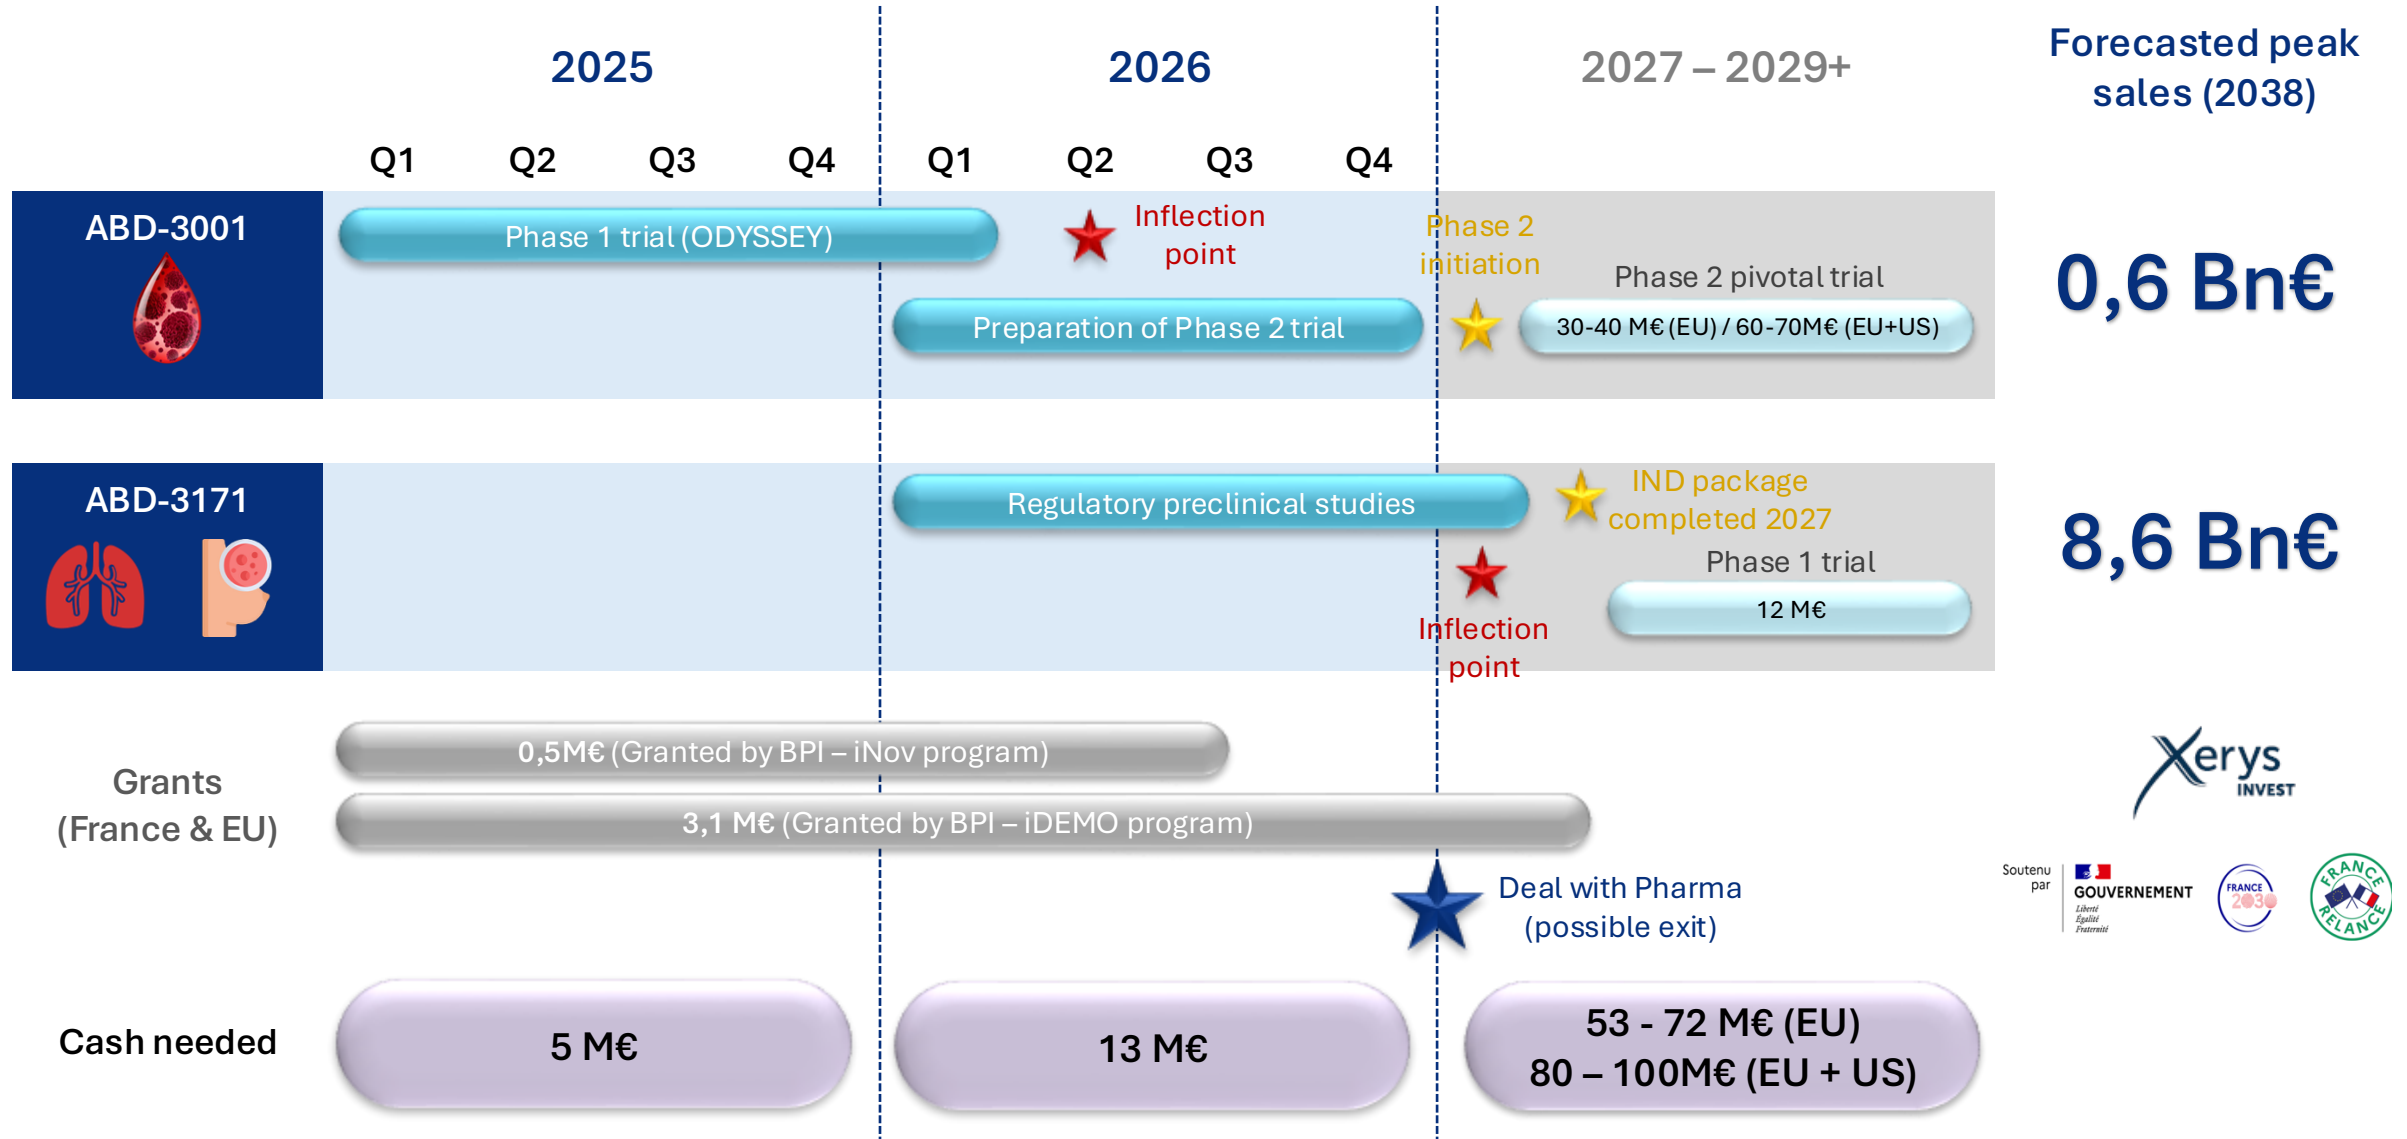 2025
2026
2027 – 2029+
Forecasted peak
sales (2038)
Q1 Q2 Q3 Q4 Q1 Q2 Q3 Q4
ABD-3001
Phase 1 trial (ODYSSEY)
Inflection
point
Phase 2
initiation
Preparation of Phase 2 trial
Phase 2 pivotal trial
30-40 M€ (EU) / 60-70M€ (EU+US)
0,6 Bn€
ABD-3171
Regulatory preclinical studies
IND package
completed 2027
Inflection
point
Phase 1 trial
12 M€
8,6 Bn€
Grants
(France & EU)
0,5M€ (Granted by BPI – iNov program)
3,1 M€ (Granted by BPI – iDEMO program)
Deal with Pharma
(possible exit)
Xerys
INVEST
Soutenu
par
GOUVERNEMENT
Liberté
Égalité
Fraternité
FRANCE
2030
FRANCE
RELANCE
Cash needed
5 M€
13 M€
53 - 72 M€ (EU)
80 – 100M€ (EU + US)